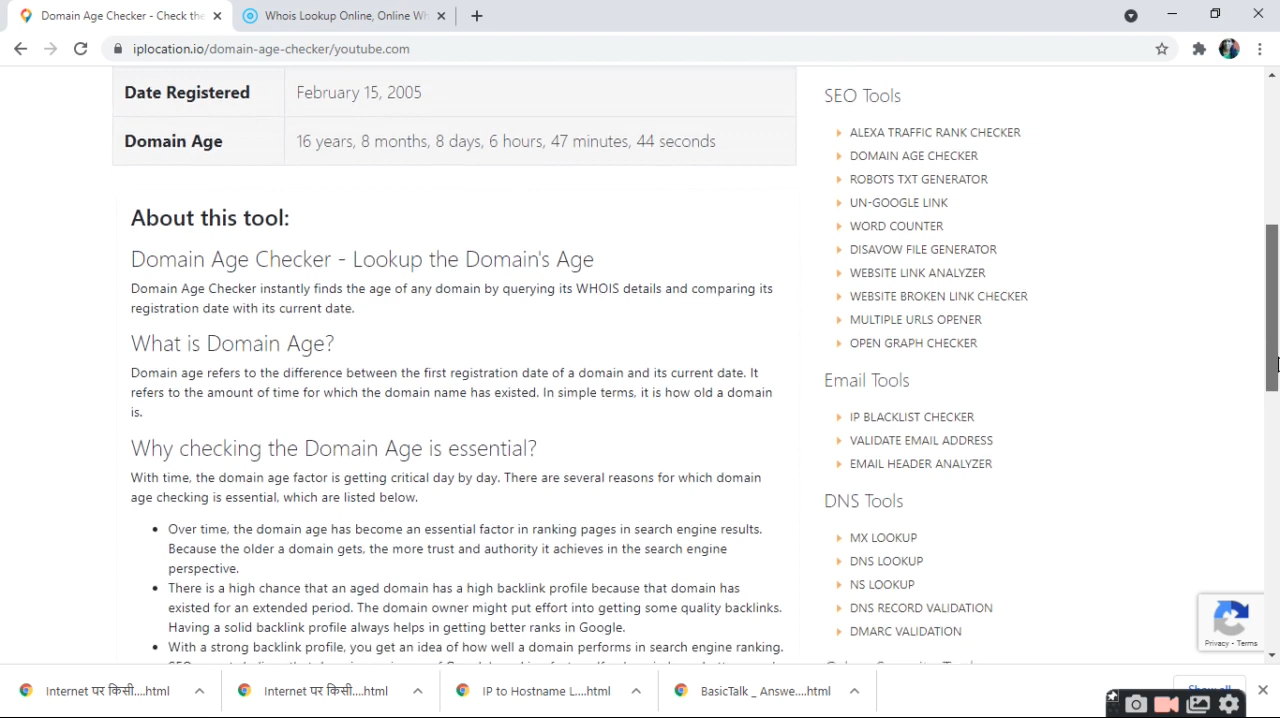 Domain Age Checker - Check the
Whois Lookup Online, Online Wh
iplocation.io/domain-age-checker/youtube.com
Date Registered February 15, 2005
Domain Age 16 years, 8 months, 8 days, 6 hours, 47 minutes, 44 seconds
About this tool:
Domain Age Checker - Lookup the Domain's Age
Domain Age Checker instantly finds the age of any domain by querying its WHOIS details and comparing its
registration date with its current date.
What is Domain Age?
Domain age refers to the difference between the first registration date of a domain and its current date. It
refers to the amount of time for which the domain name has existed. In simple terms, it is how old a domain
is.
Why checking the Domain Age is essential?
With time, the domain age factor is getting critical day by day. There are several reasons for which domain
age checking is essential, which are listed below.
Over time, the domain age has become an essential factor in ranking pages in search engine results.
Because the older a domain gets, the more trust and authority it achieves in the search engine
perspective.
There is a high chance that an aged domain has a high backlink profile because that domain has
existed for an extended period. The domain owner might put effort into getting some quality backlinks.
Having a solid backlink profile always helps in getting better ranks in Google.
With a strong backlink profile, you get an idea of how well a domain performs in search engine ranking.
SEO Tools
ALEXA TRAFFIC RANK CHECKER
DOMAIN AGE CHECKER
ROBOTS TXT GENERATOR
UN-GOOGLE LINK
WORD COUNTER
DISAVOW FILE GENERATOR
WEBSITE LINK ANALYZER
WEBSITE BROKEN LINK CHECKER
MULTIPLE URLS OPENER
OPEN GRAPH CHECKER
Email Tools
IP BLACKLIST CHECKER
VALIDATE EMAIL ADDRESS
EMAIL HEADER ANALYZER
DNS Tools
MX LOOKUP
DNS LOOKUP
NS LOOKUP
DNS RECORD VALIDATION
DMARC VALIDATION
Privacy - Terms
Internet पर किसी....html
Internet पर किसी....html
IP to Hostname L....html
BasicTalk _ Answe....html
Show all